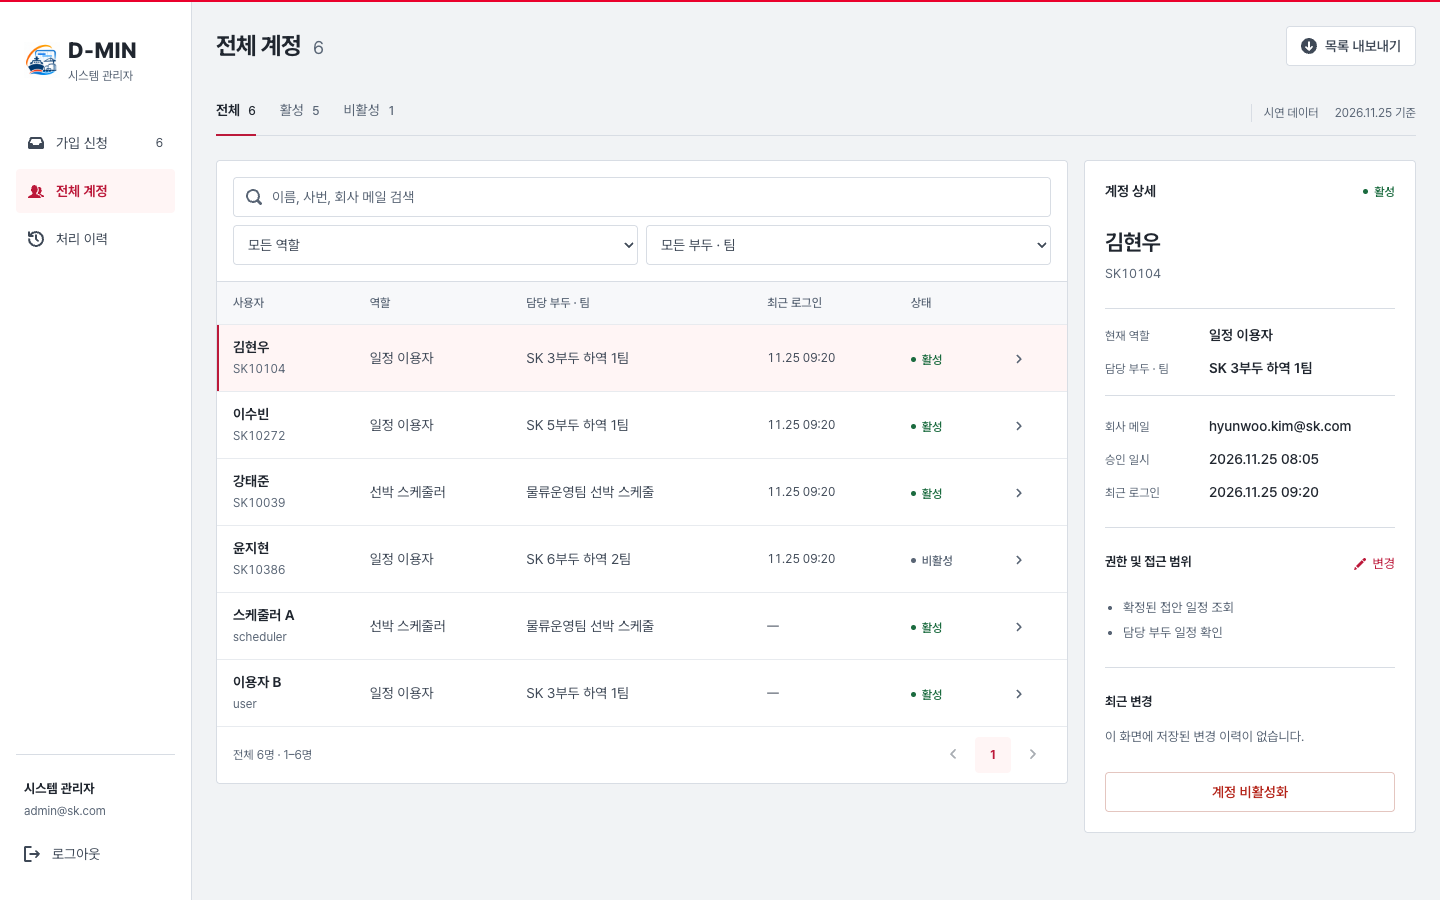 D-MIN
시스템 관리자
가입 신청 6
전체 계정
처리 이력
시스템 관리자
admin@sk.com
로그아웃
전체 계정 6
목록 내보내기
전체 6 활성 5 비활성 1
시연 데이터 2026.11.25 기준
이름, 사번, 회사 메일 검색
모든 역할 모든 부두 · 팀
사용자 역할 담당 부두 · 팀 최근 로그인 상태
김현우
SK10104
일정 이용자 SK 3부두 하역 1팀 11.25 09:20 활성
이수빈
SK10272
일정 이용자 SK 5부두 하역 1팀 11.25 09:20 활성
강태준
SK10039
선박 스케줄러 물류운영팀 선박 스케줄 11.25 09:20 활성
윤지현
SK10386
일정 이용자 SK 6부두 하역 2팀 11.25 09:20 비활성
스케줄러 A
scheduler
선박 스케줄러 물류운영팀 선박 스케줄 — 활성
이용자 B
user
일정 이용자 SK 3부두 하역 1팀 — 활성
전체 6명 · 1–6명 1
계정 상세 활성
김현우
SK10104
현재 역할 일정 이용자
담당 부두 · 팀 SK 3부두 하역 1팀
회사 메일 hyunwoo.kim@sk.com
승인 일시 2026.11.25 08:05
최근 로그인 2026.11.25 09:20
권한 및 접근 범위 변경
확정된 접안 일정 조회
담당 부두 일정 확인
최근 변경
이 화면에 저장된 변경 이력이 없습니다.
계정 비활성화